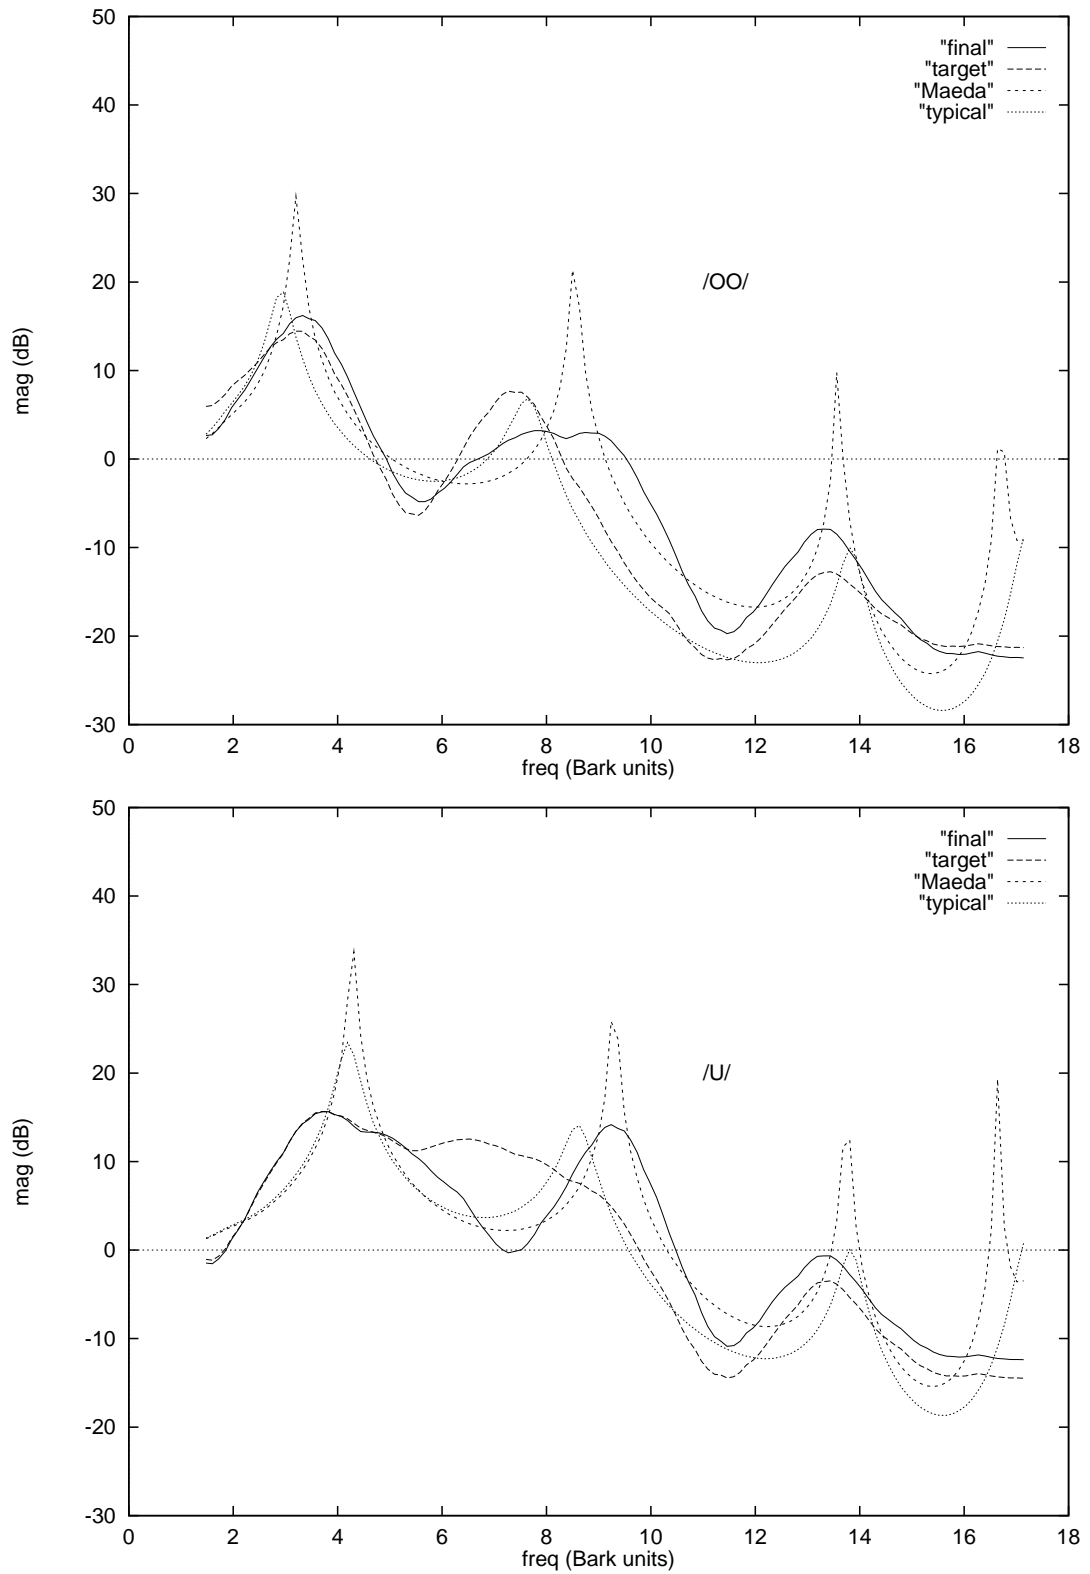 50
40
30
20
10
0
-10
-20
-30
mag (dB)
"final"
"target"
"Maeda"
"typical"
/OO/
0 2 4 6 8 10 12 14 16 18
freq (Bark units)
50
40
30
20
10
0
-10
-20
-30
mag (dB)
"final"
"target"
"Maeda"
"typical"
/U/
0 2 4 6 8 10 12 14 16 18
freq (Bark units)